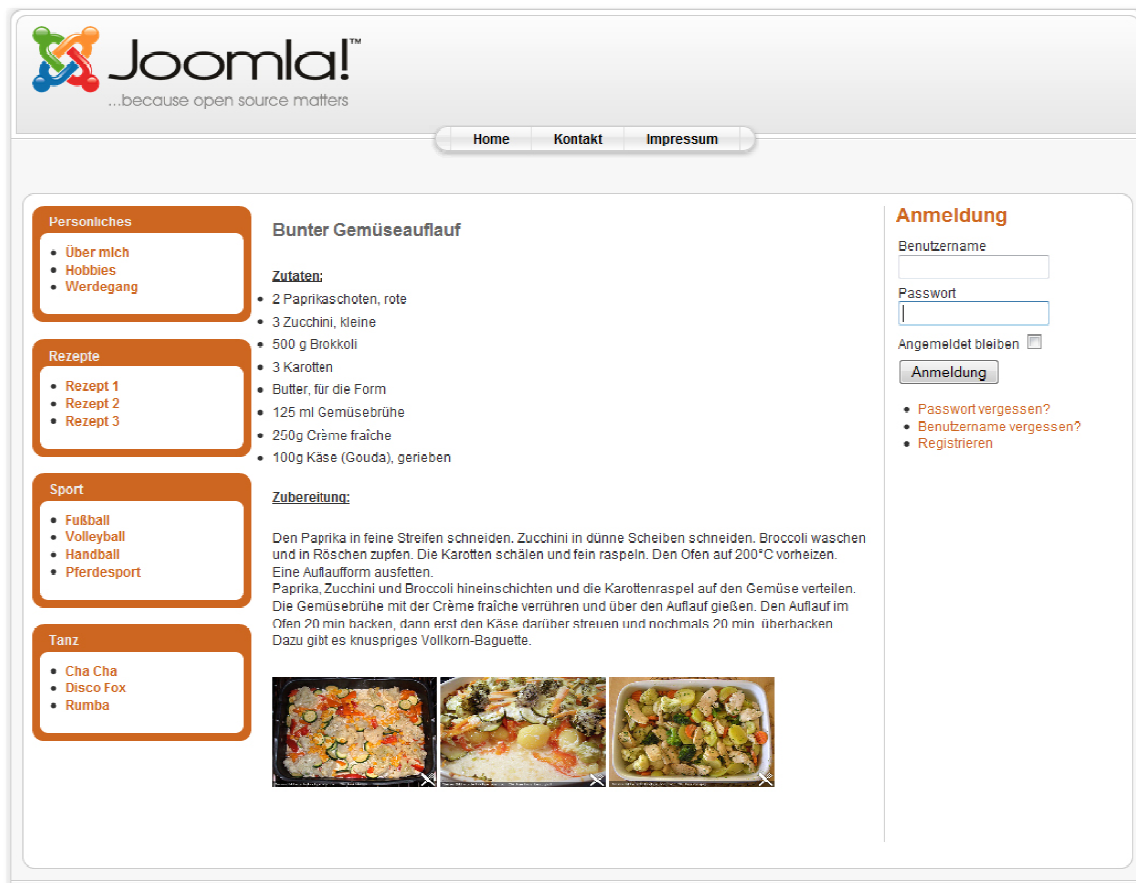 Joomla!™
...because open source matters
Home Kontakt Impressum
Persönliches
Über mich
Hobbies
Werdegang
Rezepte
Rezept 1
Rezept 2
Rezept 3
Sport
Fußball
Volleyball
Handball
Pferdesport
Tanz
Cha Cha
Disco Fox
Rumba
Bunter Gemüseauflauf
Zutaten:
2 Paprikaschoten, rote
3 Zucchini, kleine
500 g Brokkoli
3 Karotten
Butter, für die Form
125 ml Gemüsebrühe
250g Crème fraîche
100g Käse (Gouda), gerieben
Zubereitung:
Den Paprika in feine Streifen schneiden. Zucchini in dünne Scheiben schneiden. Broccoli waschen
und in Röschen zupfen. Die Karotten schälen und fein raspeln. Den Ofen auf 200°C vorheizen.
Eine Auflaufform ausfetten.
Paprika, Zucchini und Broccoli hineinschichten und die Karottenraspel auf den Gemüse verteilen.
Die Gemüsebrühe mit der Crème fraîche verrühren und über den Auflauf gießen. Den Auflauf im
Ofen 20 min backen, dann erst den Käse darüber streuen und nochmals 20 min. überbacken
Dazu gibt es knuspriges Vollkorn-Baguette.
Anmeldung
Benutzername
Passwort
Angemeldet bleiben
Anmeldung
Passwort vergessen?
Benutzername vergessen?
Registrieren